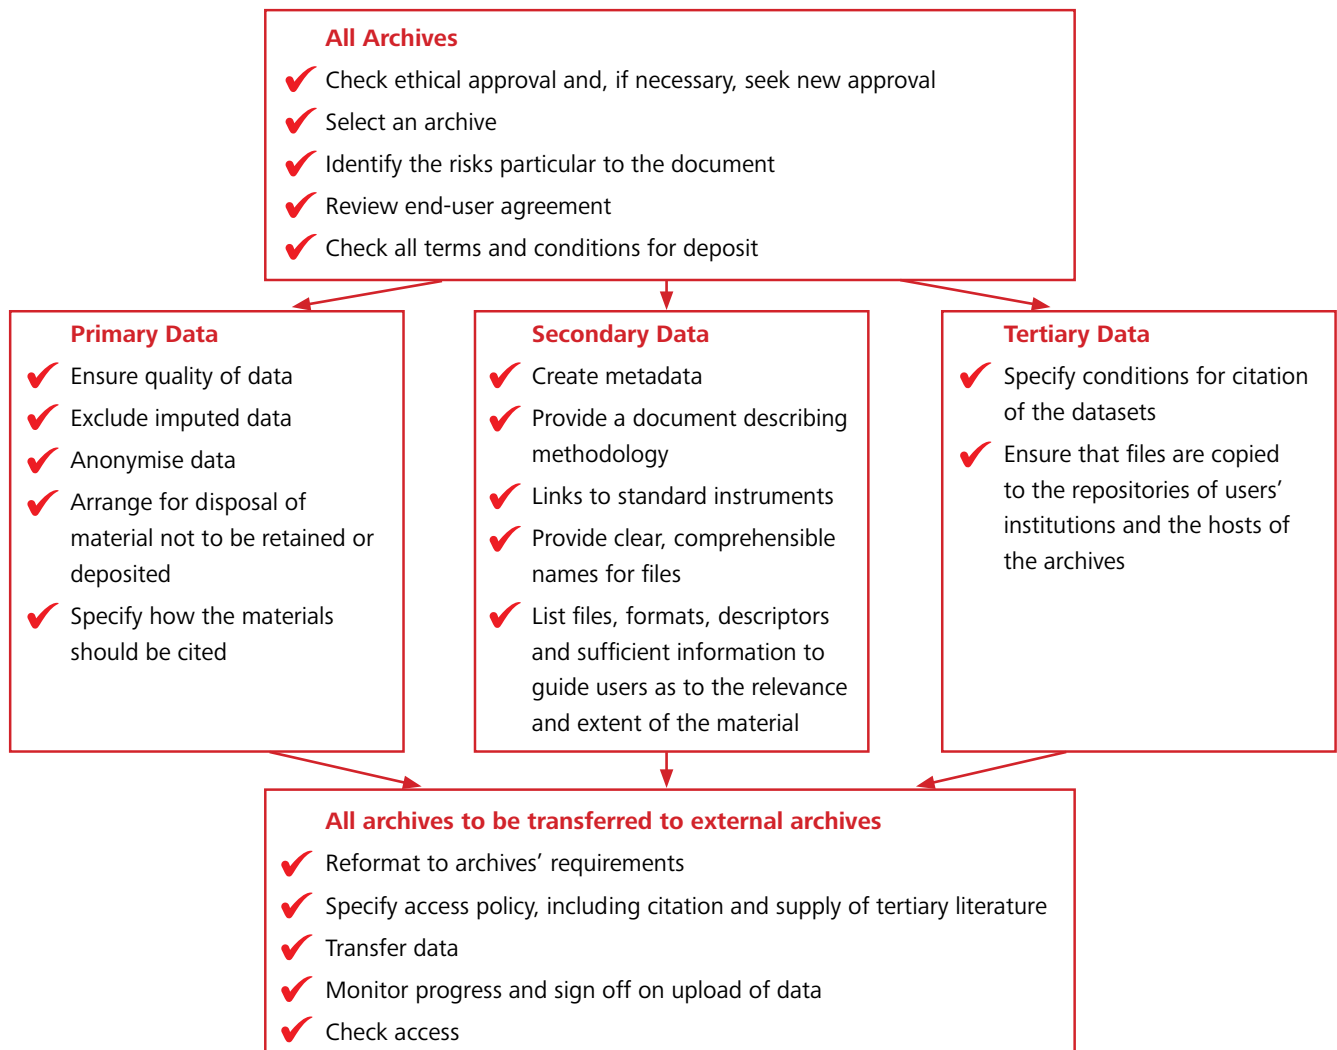 All Archives
Check ethical approval and, if necessary, seek new approval
Select an archive
Identify the risks particular to the document
Review end-user agreement
Check all terms and conditions for deposit
Primary Data
Ensure quality of data
Exclude imputed data
Anonymise data
Arrange for disposal of
material not to be retained or
deposited
Specify how the materials
should be cited
Secondary Data
Create metadata
Provide a document describing
methodology
Links to standard instruments
Provide clear, comprehensible
names for files
List files, formats, descriptors
and sufficient information to
guide users as to the relevance
and extent of the material
Tertiary Data
Specify conditions for citation
of the datasets
Ensure that files are copied
to the repositories of users’
institutions and the hosts of
the archives
All archives to be transferred to external archives
Reformat to archives’ requirements
Specify access policy, including citation and supply of tertiary literature
Transfer data
Monitor progress and sign off on upload of data
Check access